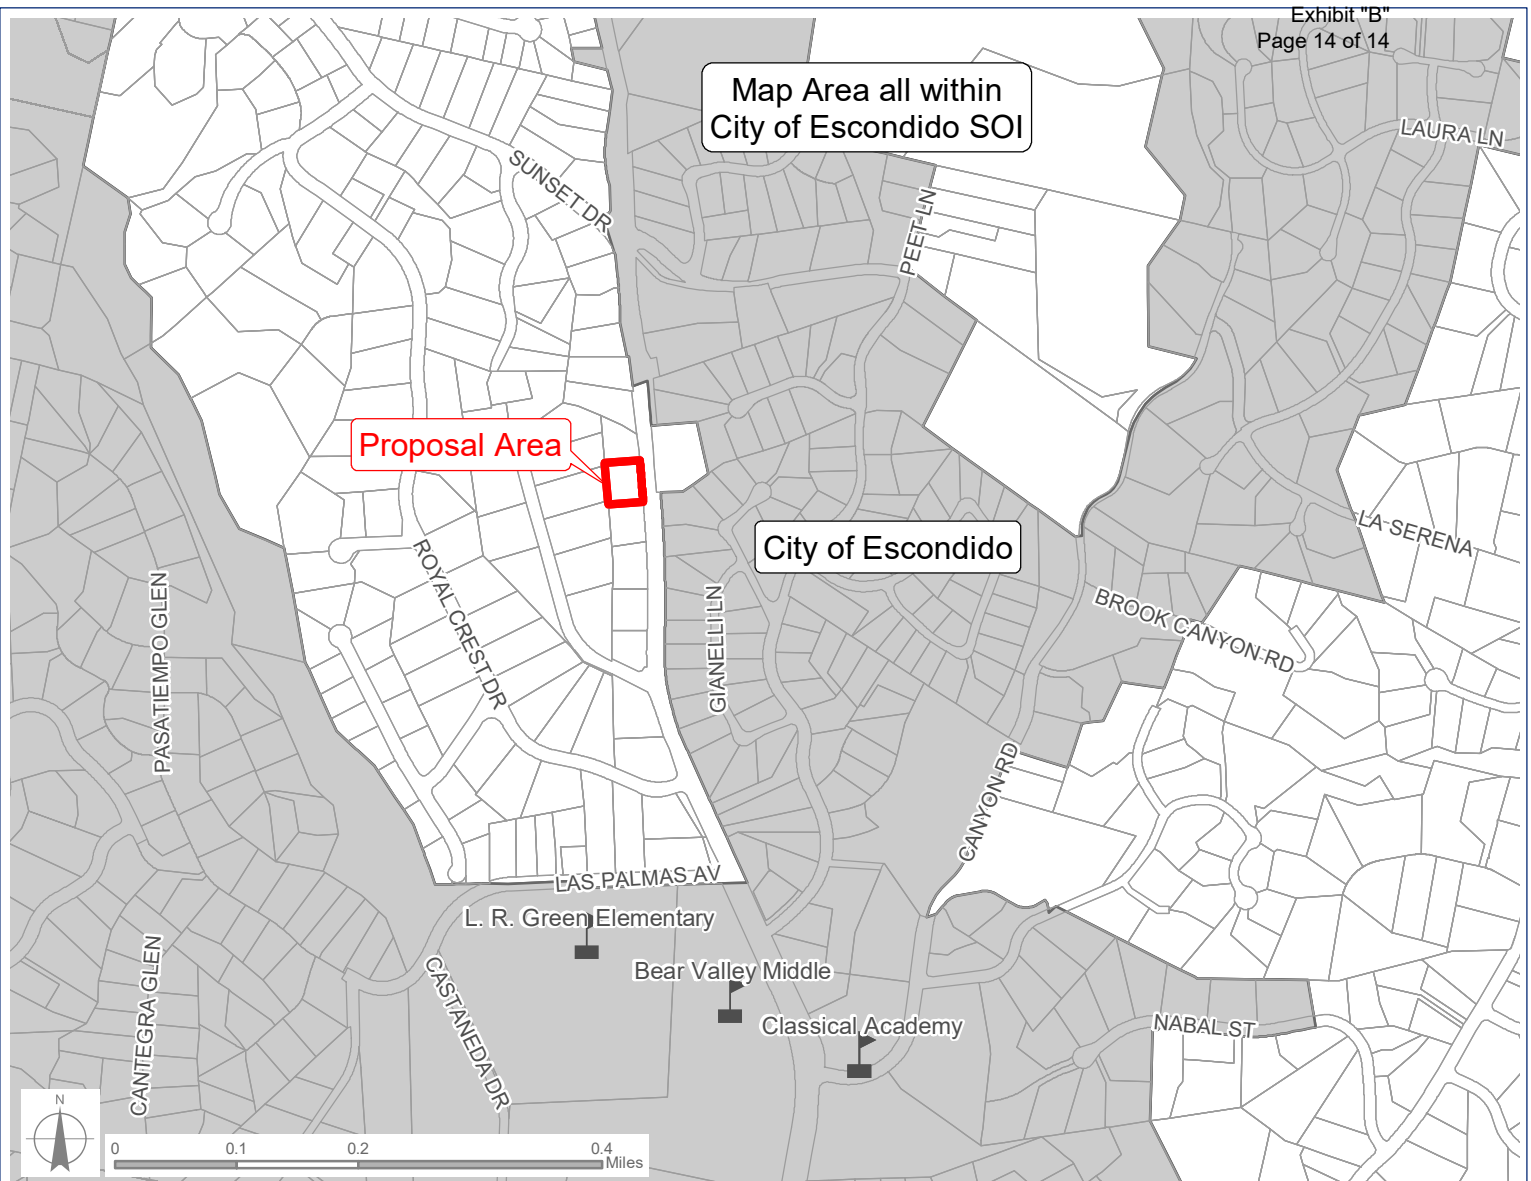 Exhibit "B"
Page 14 of 14
Map Area all within
City of Escondido SOI
LAURA LN
SUNSET DR
PEET LN
Proposal Area
LA SERENA
City of Escondido
ROYAL CREST DR
PASATIEMPO GLEN
GIANELLI LN
BROOK CANYON RD
CANYON RD
LAS PALMAS AV
L. R. Green Elementary
Bear Valley Middle
Classical Academy
CANTEGRA GLEN
CASTANEDA DR
NABAL ST
N
0 0.1 0.2 0.4
Miles